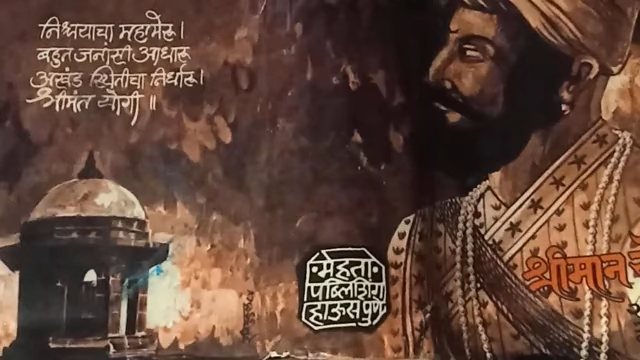 निश्चयाचा महामेरू।
बहुत जनांसी आधारू
अखंड स्थितीचा निर्धारू।
श्रीमंत योगी॥
मेहता
पब्लिशिंग
हाऊस पुणे
श्रीमान